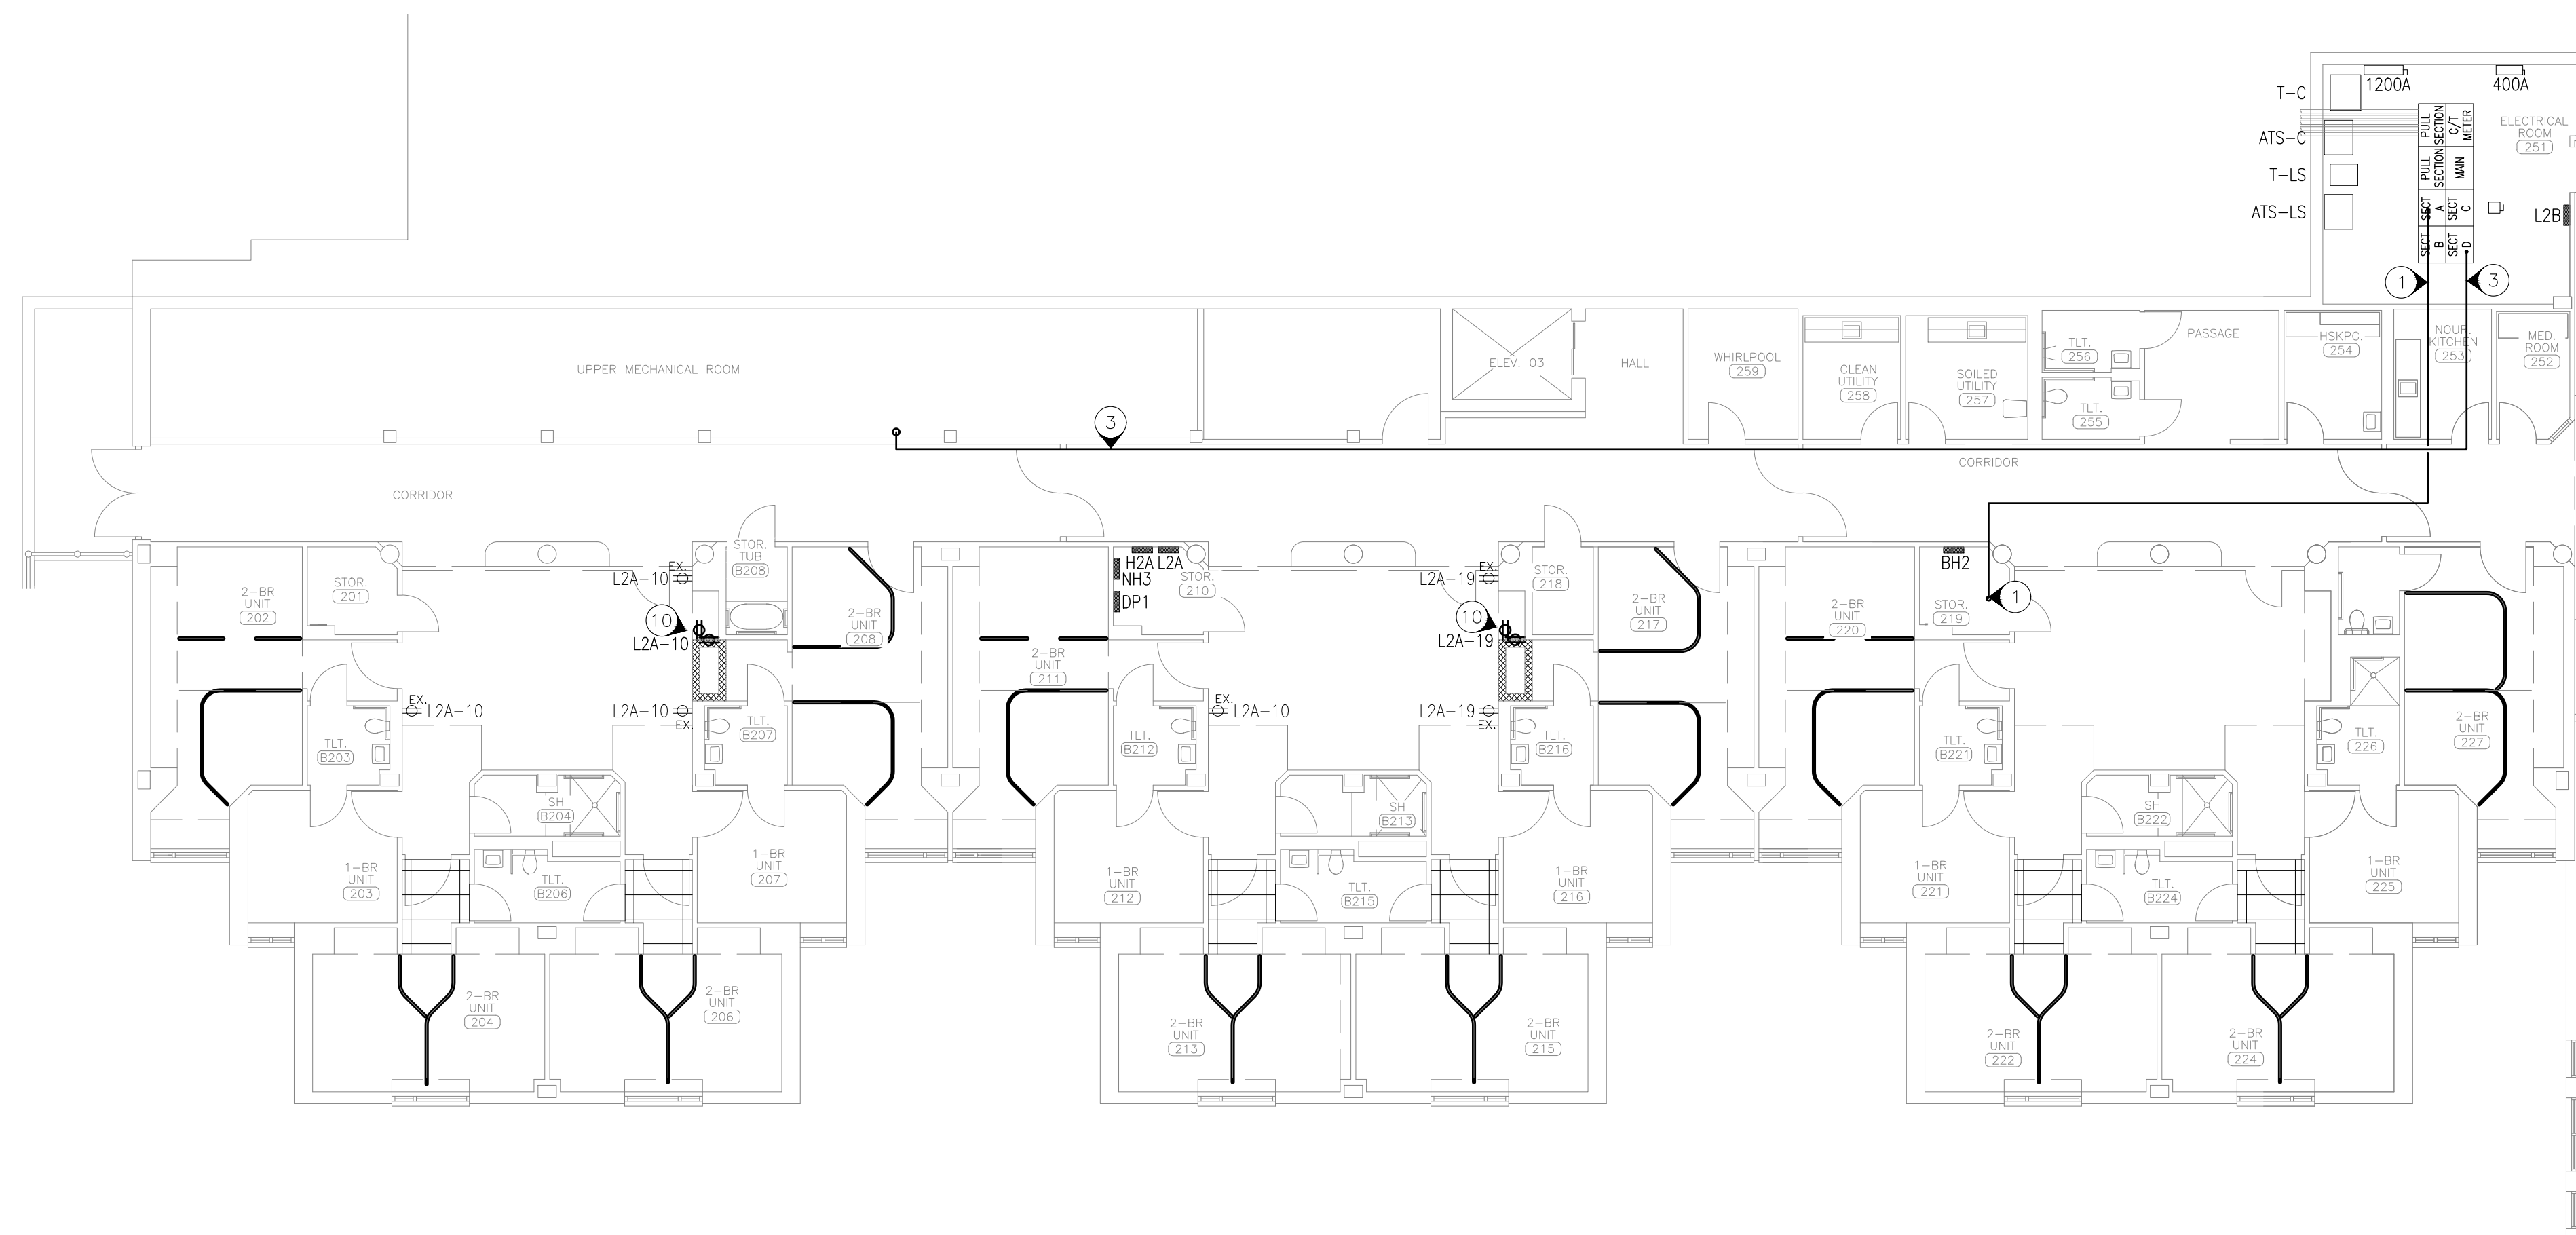 T-C
1200A
400A
ATS-C
T-LS
ATS-LS
PULL
SECTION
C/T
METER
PULL
SECTION
MAIN
SECT
A
SECT
C
SECT
B
SECT
D
ELECTRICAL
ROOM
251
L2B
1
3
UPPER MECHANICAL ROOM
ELEV. 03
HALL
WHIRLPOOL
259
CLEAN
UTILITY
258
SOILED
UTILITY
257
TLT.
256
TLT.
255
PASSAGE
HSKPG.
254
NOUR.
KITCHEN
253
MED.
ROOM
252
3
CORRIDOR
CORRIDOR
2-BR
UNIT
202
STOR.
201
EX.
L2A-10
10
L2A-10
STOR.
TUB
B208
2-BR
UNIT
208
H2A
L2A
NH3
DP1
STOR.
210
2-BR
UNIT
211
EX.
L2A-19
10
L2A-19
STOR.
218
2-BR
UNIT
217
2-BR
UNIT
220
BH2
STOR.
219
1
EX.
L2A-10
L2A-10
EX.
EX.
L2A-10
L2A-19
EX.
TLT.
B203
TLT.
B207
TLT.
B212
TLT.
B216
TLT.
B221
TLT.
226
2-BR
UNIT
227
SH
B204
SH
B213
SH
B222
1-BR
UNIT
203
TLT.
B206
1-BR
UNIT
207
1-BR
UNIT
212
TLT.
B215
1-BR
UNIT
216
1-BR
UNIT
221
TLT.
B224
1-BR
UNIT
225
2-BR
UNIT
204
2-BR
UNIT
206
2-BR
UNIT
213
2-BR
UNIT
215
2-BR
UNIT
222
2-BR
UNIT
224